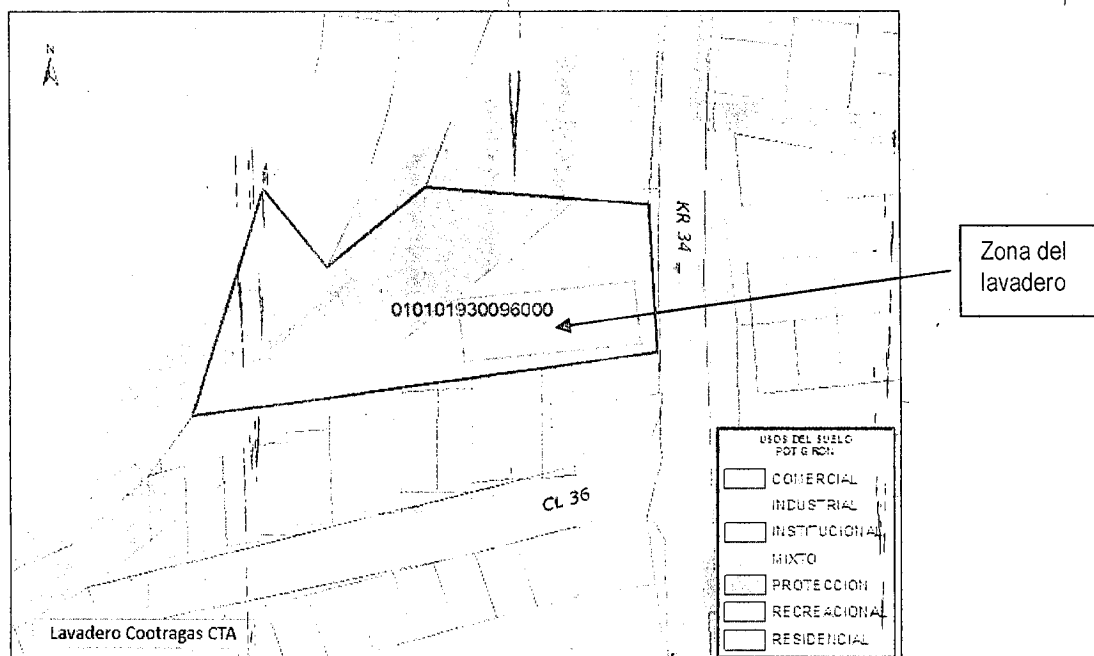 N
KR 34
Zona del
lavadero
010101930096000
CL 36
USOS DEL SUELO
POT GIRON
COMERCIAL
INDUSTRIAL
INSTITUCIONAL
MIXTO
PROTECCION
RECREACIONAL
RESIDENCIAL
Lavadero Cootragas CTA